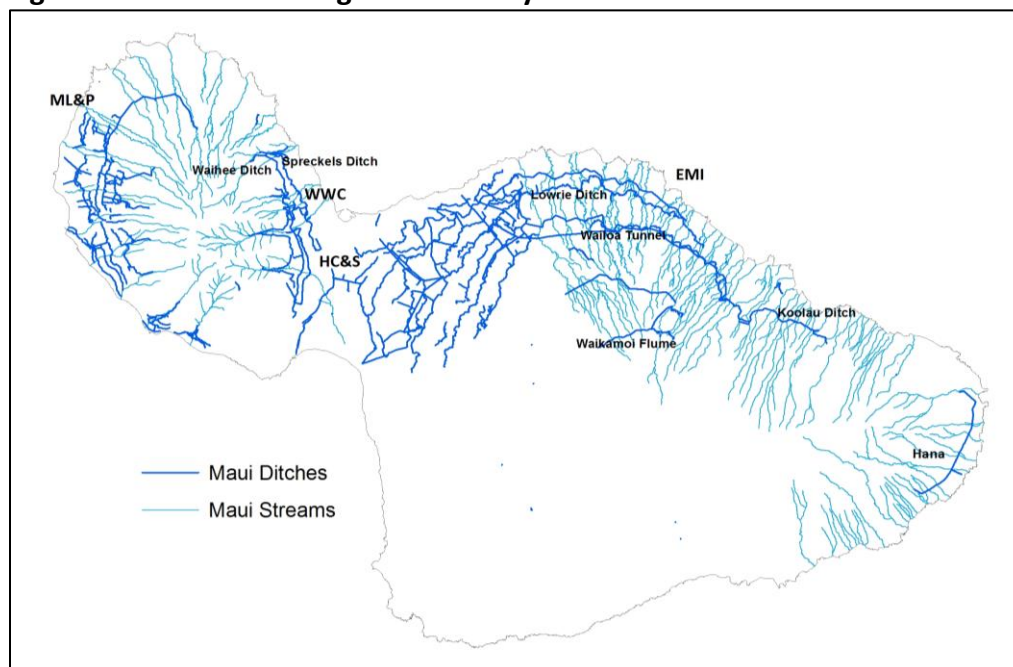 ML&P
Spreckels Ditch
Waihee Ditch
WWC
EMI
Lowrie Ditch
Wailoa Tunnel
HC&S
Koolau Ditch
Waikamoi Flume
Hana
Maui Ditches
Maui Streams